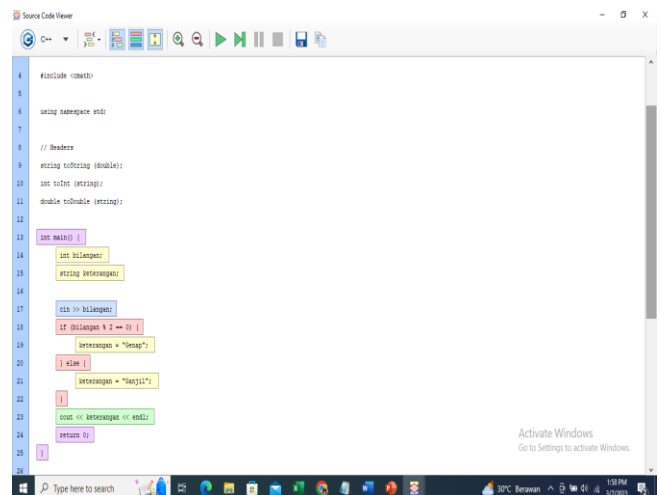 Source Code Viewer
C++
4 #include <cmath>
5
6 using namespace std;
7
8 // Headers
9 string toString (double);
10 int toInt (string);
11 double toDouble (string);
12
13 int main() {
14 int bilangan;
15 string keterangan;
16
17 cin >> bilangan;
18 if (bilangan % 2 == 0) {
19 keterangan = "Genap";
20 } else {
21 keterangan = "Ganjil";
22 }
23 cout << keterangan << endl;
24 return 0;
25 }
26
Activate Windows
Go to Settings to activate Windows.
Type here to search
30°C Berawan
1:58 PM